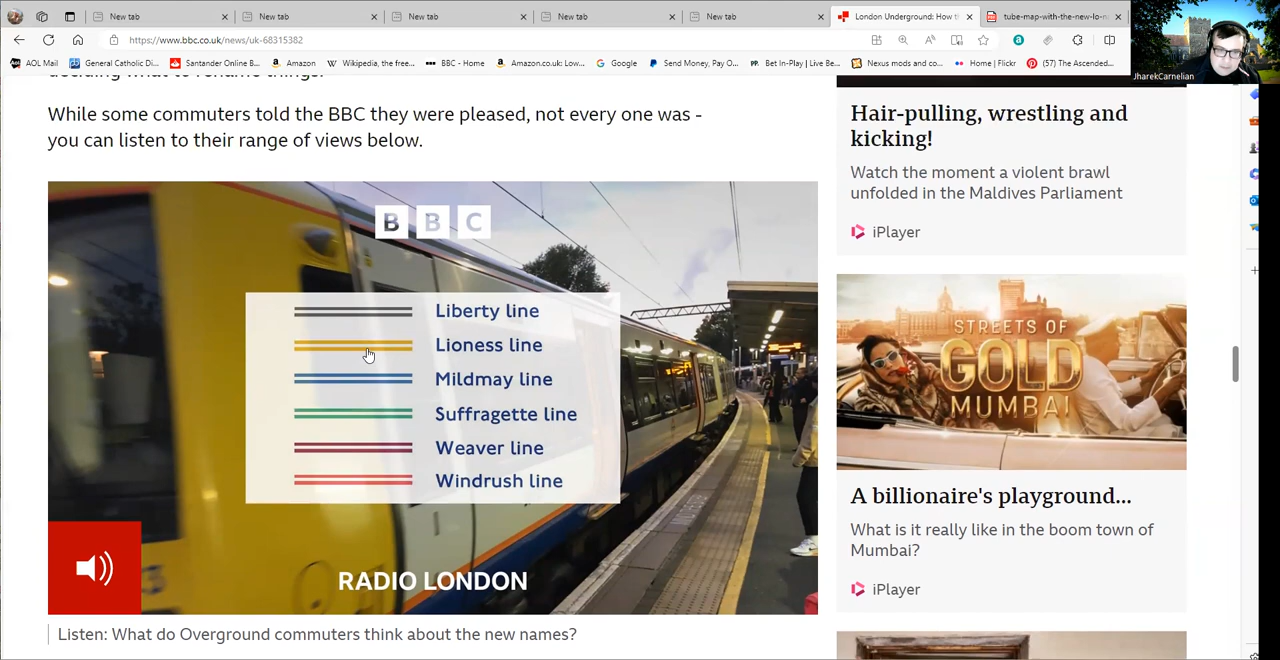 New tab
New tab
New tab
New tab
New tab
London Underground: How th
tube-map-with-the-new-lo-n
https://www.bbc.co.uk/news/uk-68315382
AOL Mail
General Catholic Di...
Santander Online B...
Amazon
Wikipedia, the free...
BBC - Home
Amazon.co.uk: Low...
Google
Send Money, Pay O...
Bet In-Play | Live Be...
Nexus mods and co...
Home | Flickr
(57) The Ascended...
JharekCarnelian
deciding what to rename things.
While some commuters told the BBC they were pleased, not every one was -
you can listen to their range of views below.
BBC
Liberty line
Lioness line
Mildmay line
Suffragette line
Weaver line
Windrush line
RADIO LONDON
Listen: What do Overground commuters think about the new names?
Hair-pulling, wrestling and
kicking!
Watch the moment a violent brawl
unfolded in the Maldives Parliament
iPlayer
STREETS OF
GOLD
MUMBAI
A billionaire's playground...
What is it really like in the boom town of
Mumbai?
iPlayer